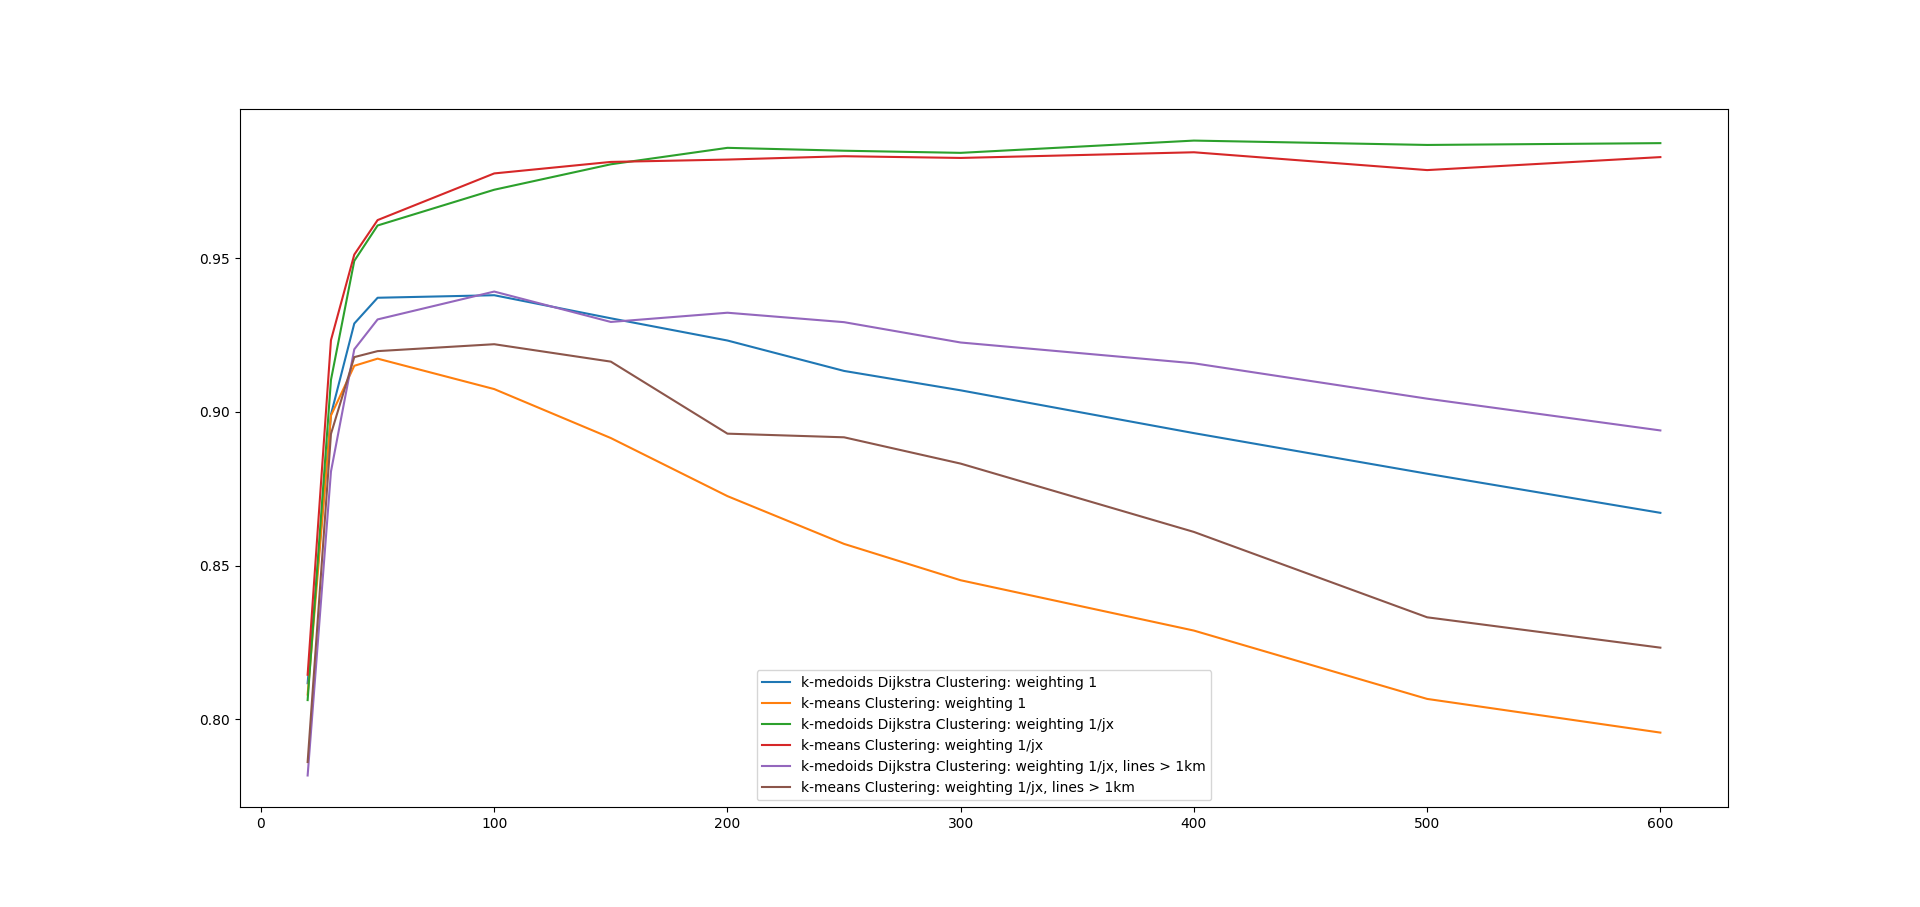 0.95
0.90
0.85
0.80
k-medoids Dijkstra Clustering: weighting 1
k-means Clustering: weighting 1
k-medoids Dijkstra Clustering: weighting 1/jx
k-means Clustering: weighting 1/jx
k-medoids Dijkstra Clustering: weighting 1/jx, lines > 1km
k-means Clustering: weighting 1/jx, lines > 1km
0 100 200 300 400 500 600